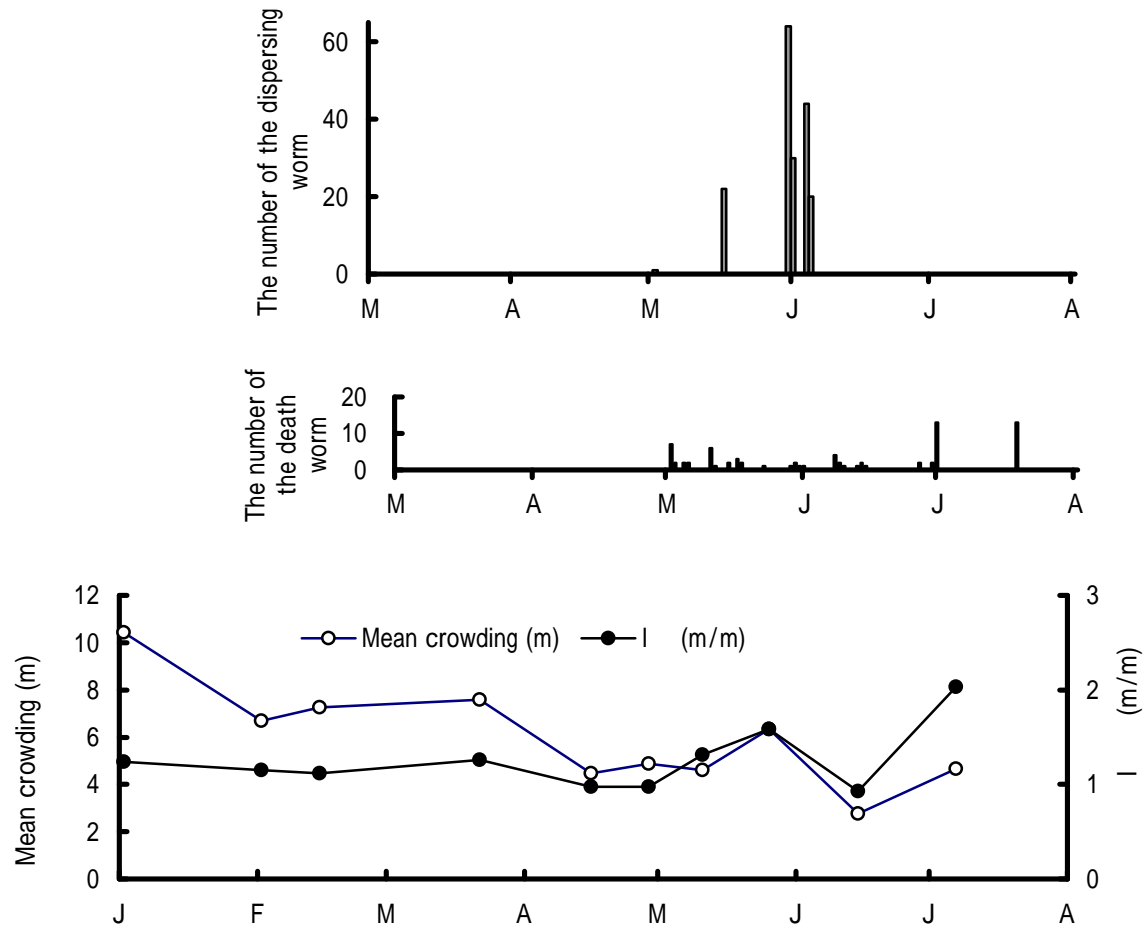 The number of the dispersing
worm
60
40
20
0
M A M J J A
The number of
the death
worm
20
10
0
M A M J J A
Mean crowding (m)
12
10
8
6
4
2
0
Mean crowding (m) I (m/m)
3
2
1
0
I (m/m)
J F M A M J J A